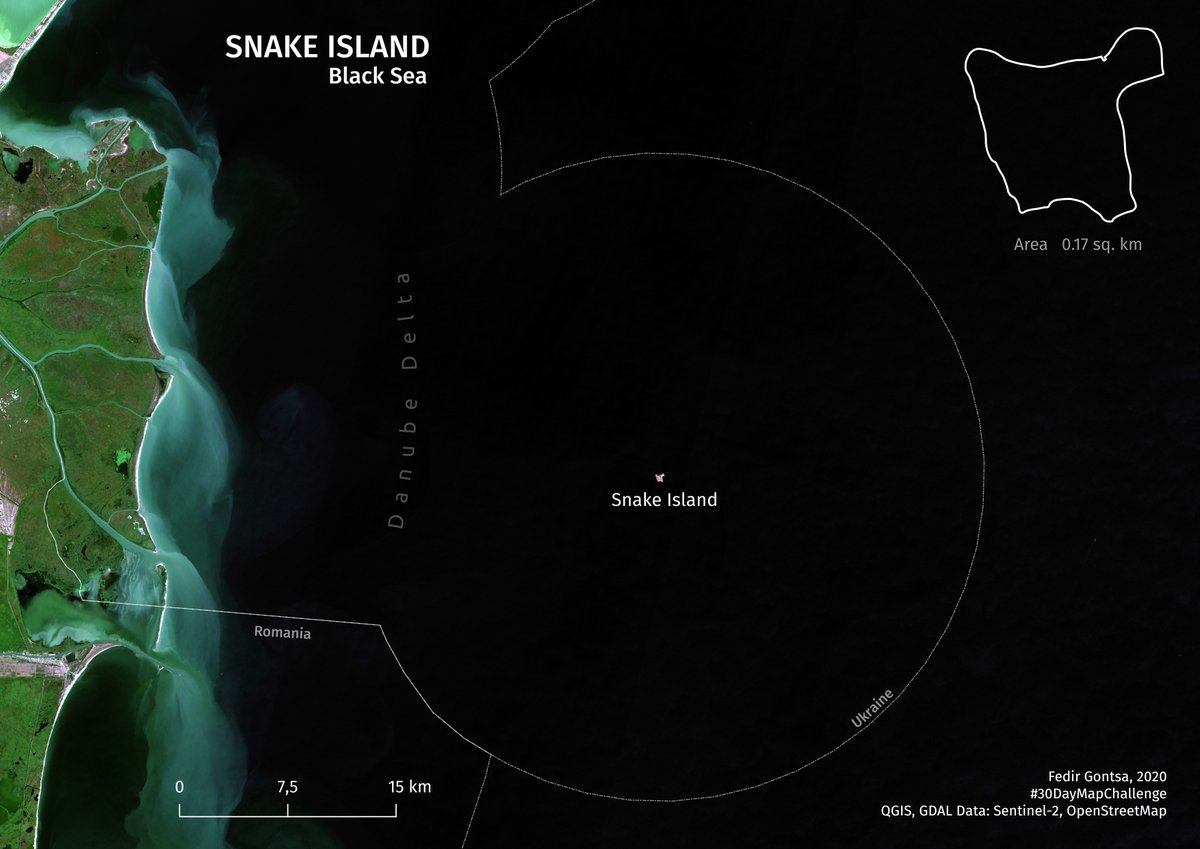 SNAKE ISLAND
Black Sea
Area 0.17 sq. km
Danube Delta
Snake Island
Romania
Ukraine
0 7,5 15 km
Fedir Gontsa, 2020
#30DayMapChallenge
QGIS, GDAL Data: Sentinel-2, OpenStreetMap